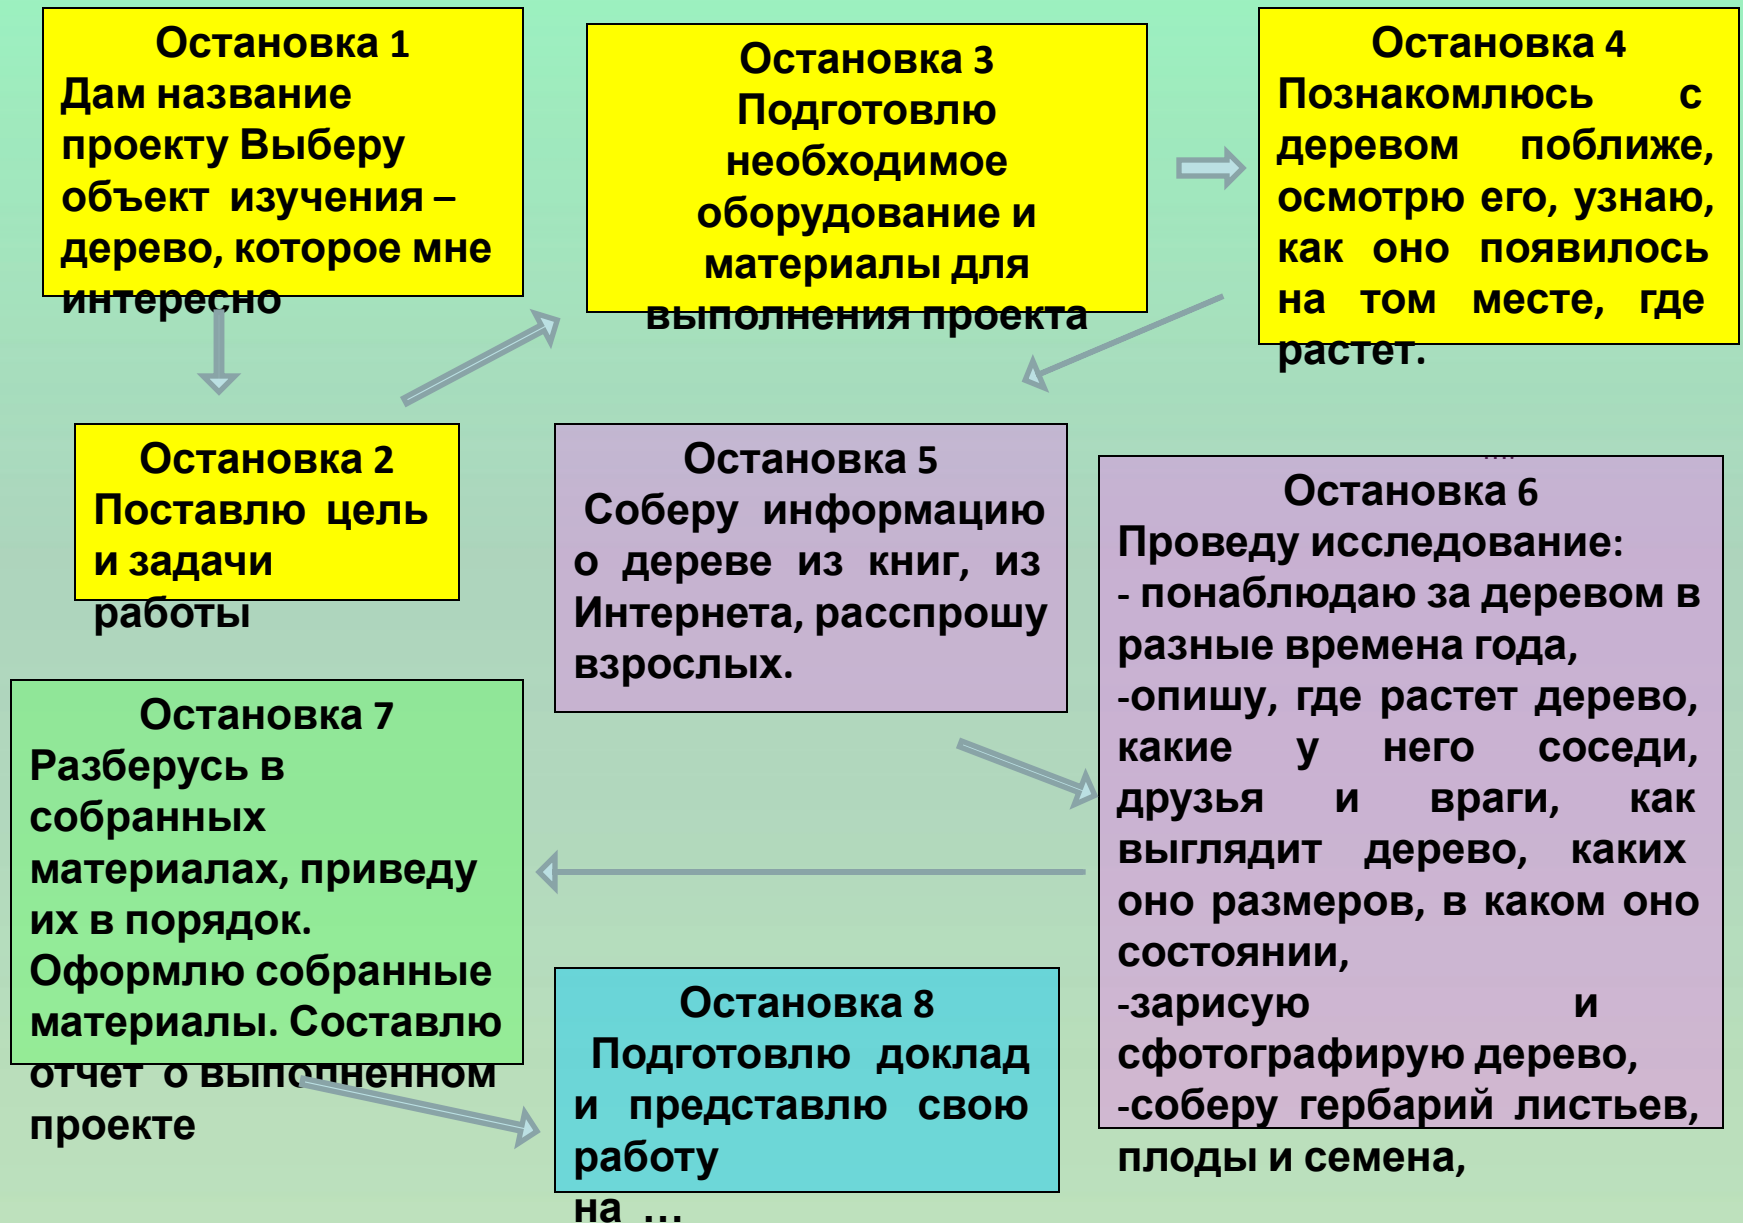 Остановка 1
Дам название
проекту Выберу
объект изучения –
дерево, которое мне
интересно
Остановка 2
Поставлю цель
и задачи
работы
Остановка 3
Подготовлю
необходимое
оборудование и
материалы для
выполнения проекта
Остановка 4
Познакомлюсь с
деревом поближе,
осмотрю его, узнаю,
как оно появилось
на том месте, где
растет.
Остановка 5
Соберу информацию
о дереве из книг, из
Интернета, расспрошу
взрослых.
....
Остановка 6
Проведу исследование:
- понаблюдаю за деревом в
разные времена года,
-опишу, где растет дерево,
какие у него соседи,
друзья и враги, как
выглядит дерево, каких
оно размеров, в каком оно
состоянии,
-зарисую и
сфотографирую дерево,
-соберу гербарий листьев,
плоды и семена,
Остановка 7
Разберусь в
собранных
материалах, приведу
их в порядок.
Оформлю собранные
материалы. Составлю
отчет о выполненном
проекте
Остановка 8
Подготовлю доклад
и представлю свою
работу
на ...